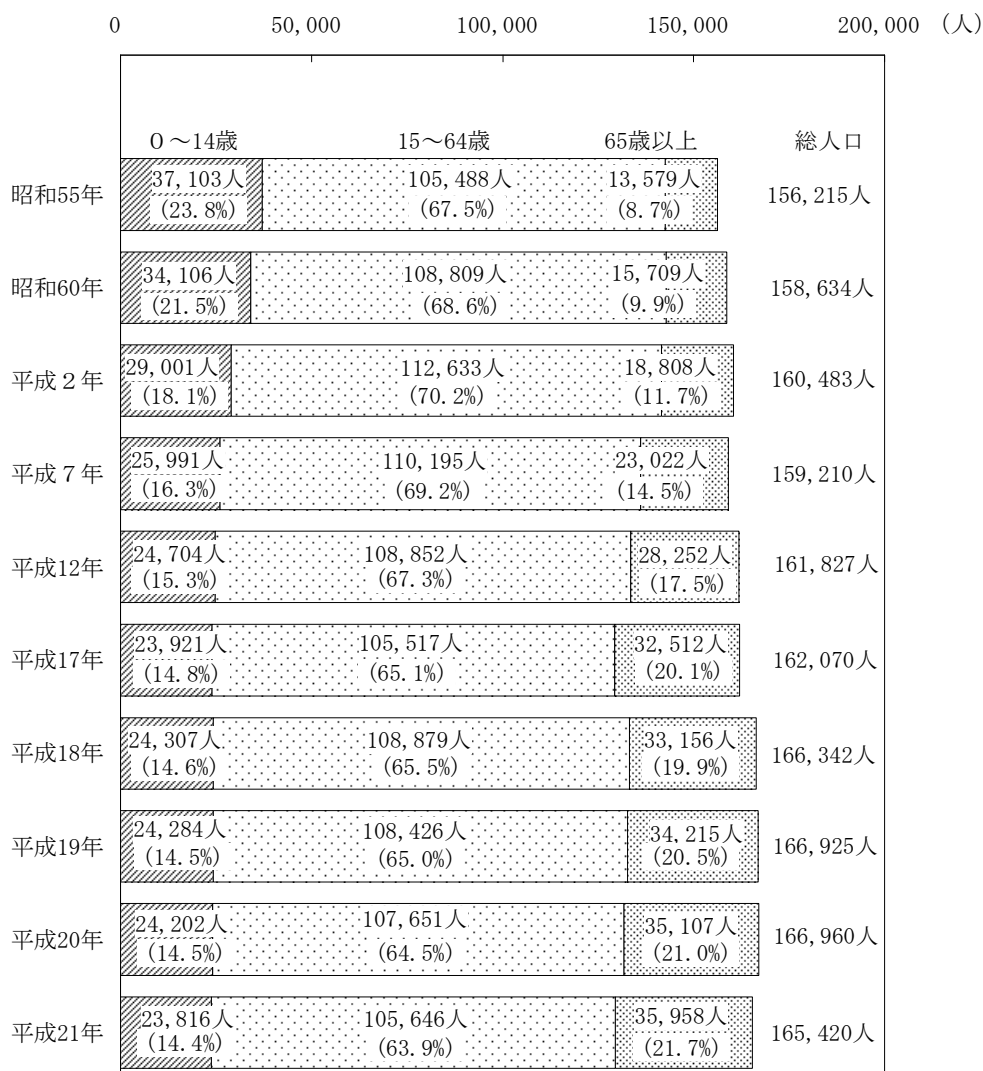 0 50,000 100,000 150,000 200,000 (人)
0～14歳 15～64歳 65歳以上 総人口
昭和55年 37,103人 105,488人 13,579人 156,215人
(23.8%) (67.5%) (8.7%)
昭和60年 34,106人 108,809人 15,709人 158,634人
(21.5%) (68.6%) (9.9%)
平成2年 29,001人 112,633人 18,808人 160,483人
(18.1%) (70.2%) (11.7%)
平成7年 25,991人 110,195人 23,022人 159,210人
(16.3%) (69.2%) (14.5%)
平成12年 24,704人 108,852人 28,252人 161,827人
(15.3%) (67.3%) (17.5%)
平成17年 23,921人 105,517人 32,512人 162,070人
(14.8%) (65.1%) (20.1%)
平成18年 24,307人 108,879人 33,156人 166,342人
(14.6%) (65.5%) (19.9%)
平成19年 24,284人 108,426人 34,215人 166,925人
(14.5%) (65.0%) (20.5%)
平成20年 24,202人 107,651人 35,107人 166,960人
(14.5%) (64.5%) (21.0%)
平成21年 23,816人 105,646人 35,958人 165,420人
(14.4%) (63.9%) (21.7%)